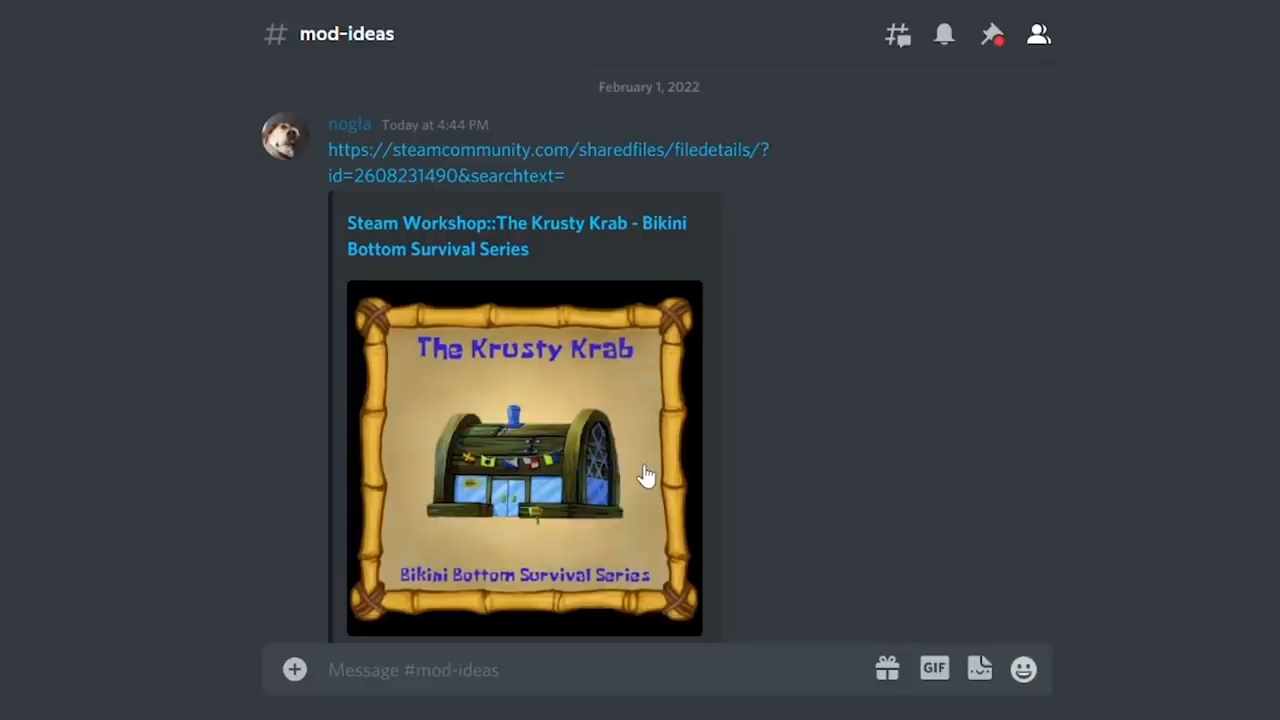 mod-ideas
February 1, 2022
nogla Today at 4:44 PM
https://steamcommunity.com/sharedfiles/filedetails/?
id=2608231490&searchtext=
Steam Workshop::The Krusty Krab - Bikini
Bottom Survival Series
The Krusty Krab
Bikini Bottom Survival Series
Message #mod-ideas
GIF